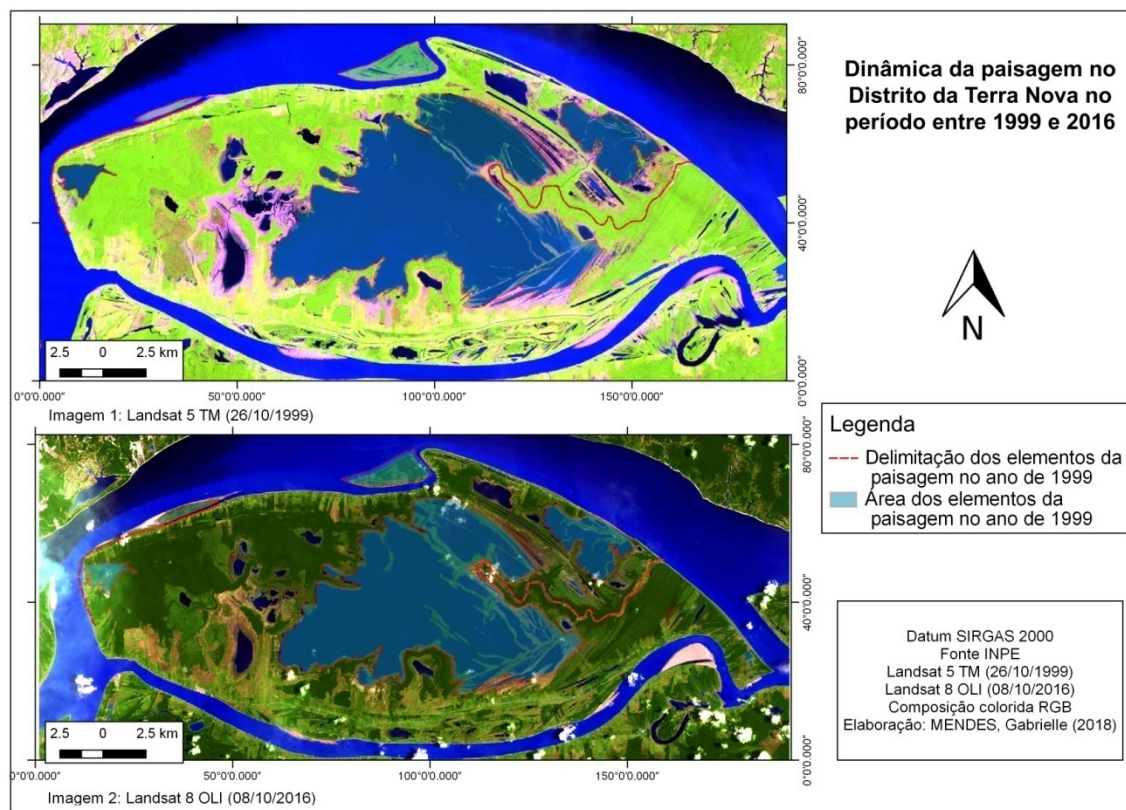 Dinâmica da paisagem no
Distrito da Terra Nova no
período entre 1999 e 2016
N
80°0'0.000"
40°0'0.000"
0°0'0.000"
2.5 0 2.5 km
0°0'0.000" 50°0'0.000" 100°0'0.000" 150°0'0.000"
Imagem 1: Landsat 5 TM (26/10/1999)
Legenda
Delimitação dos elementos da
paisagem no ano de 1999
Área dos elementos da
paisagem no ano de 1999
80°0'0.000"
40°0'0.000"
0°0'0.000"
2.5 0 2.5 km
0°0'0.000" 50°0'0.000" 100°0'0.000" 150°0'0.000"
Imagem 2: Landsat 8 OLI (08/10/2016)
Datum SIRGAS 2000
Fonte INPE
Landsat 5 TM (26/10/1999)
Landsat 8 OLI (08/10/2016)
Composição colorida RGB
Elaboração: MENDES, Gabrielle (2018)